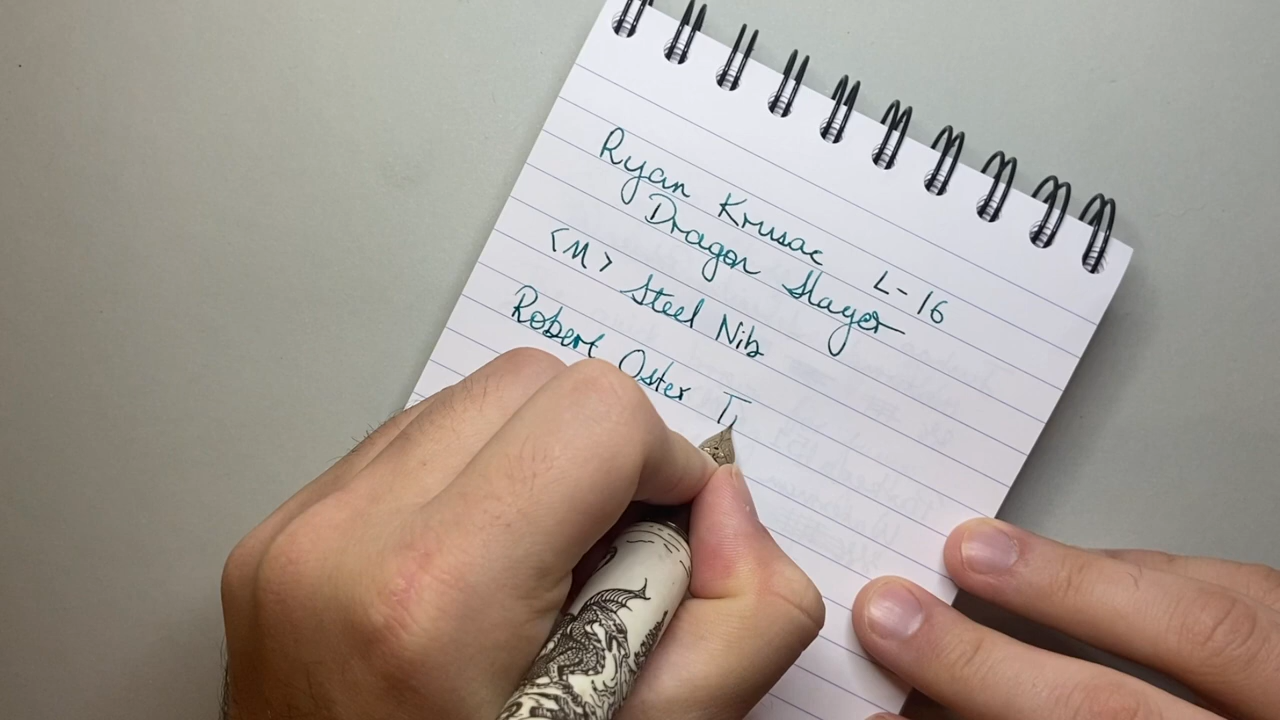 Ryan Krusac L-16
Dragon Slayer
<M> Steel Nib
Robert Oster T